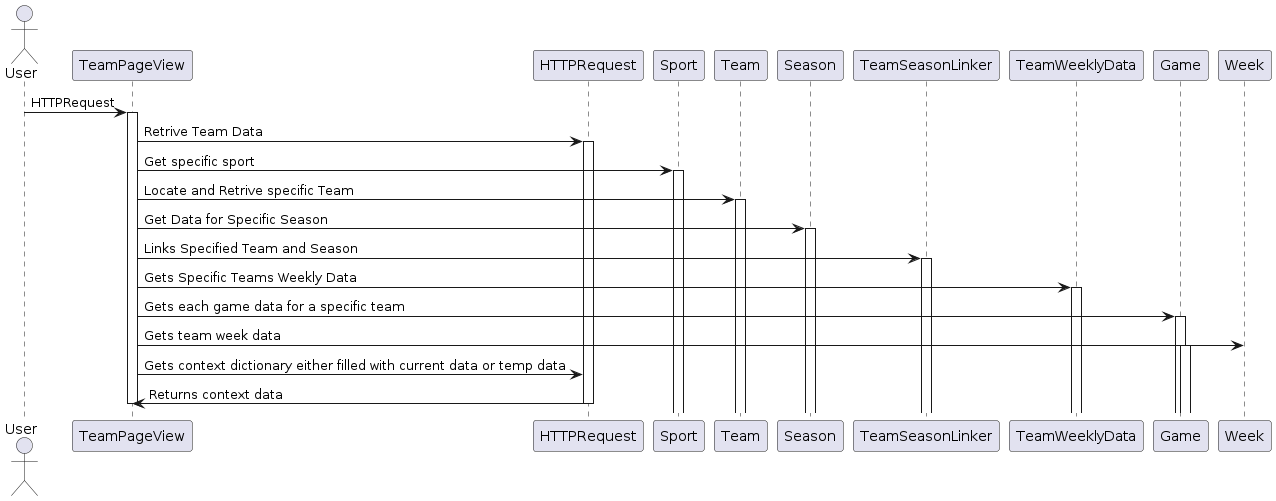 User
TeamPageView
HTTPRequest
Sport
Team
Season
TeamSeasonLinker
TeamWeeklyData
Game
Week
HTTPRequest
Retrive Team Data
Get specific sport
Locate and Retrive specific Team
Get Data for Specific Season
Links Specified Team and Season
Gets Specific Teams Weekly Data
Gets each game data for a specific team
Gets team week data
Gets context dictionary either filled with current data or temp data
Returns context data
User
TeamPageView
HTTPRequest
Sport
Team
Season
TeamSeasonLinker
TeamWeeklyData
Game
Week